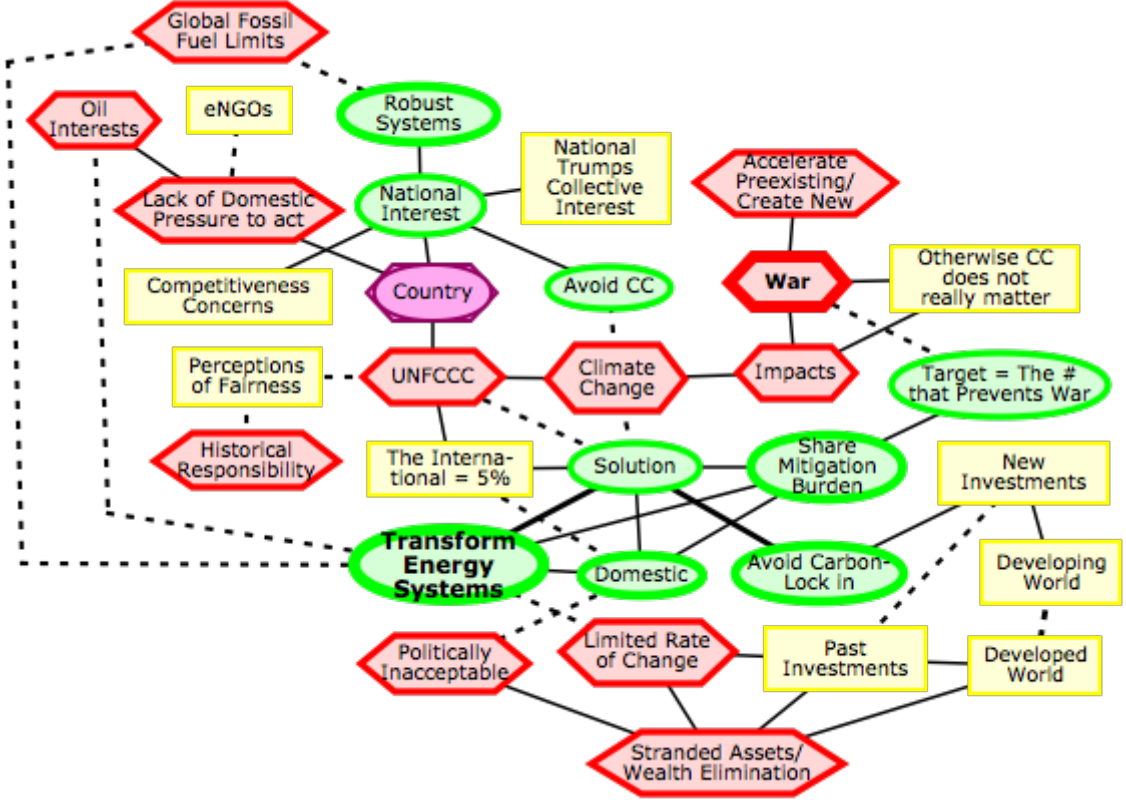 Global Fossil
Fuel Limits
Oil
Interests
eNGOs
Robust
Systems
National
Trumps
Collective
Interest
Accelerate
Preexisting/
Create New
Lack of Domestic
Pressure to act
National
Interest
Competitiveness
Concerns
Country
Avoid CC
War
Otherwise CC
does not
really matter
Perceptions
of Fairness
UNFCCC
Climate
Change
Impacts
Target = The #
that Prevents War
Historical
Responsibility
The Interna-
tional = 5%
Solution
Share
Mitigation
Burden
New
Investments
Transform
Energy
Systems
Domestic
Avoid Carbon-
Lock in
Developing
World
Politically
Inacceptable
Limited Rate
of Change
Past
Investments
Developed
World
Stranded Assets/
Wealth Elimination